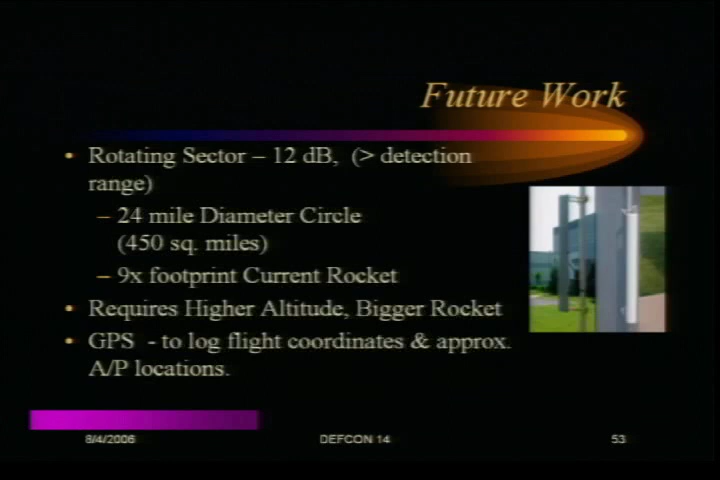 Future Work
• Rotating Sector – 12 dB, (> detection
range)
– 24 mile Diameter Circle
(450 sq. miles)
– 9x footprint Current Rocket
• Requires Higher Altitude, Bigger Rocket
• GPS - to log flight coordinates & approx.
A/P locations.
8/4/2006 DEFCON 14 53